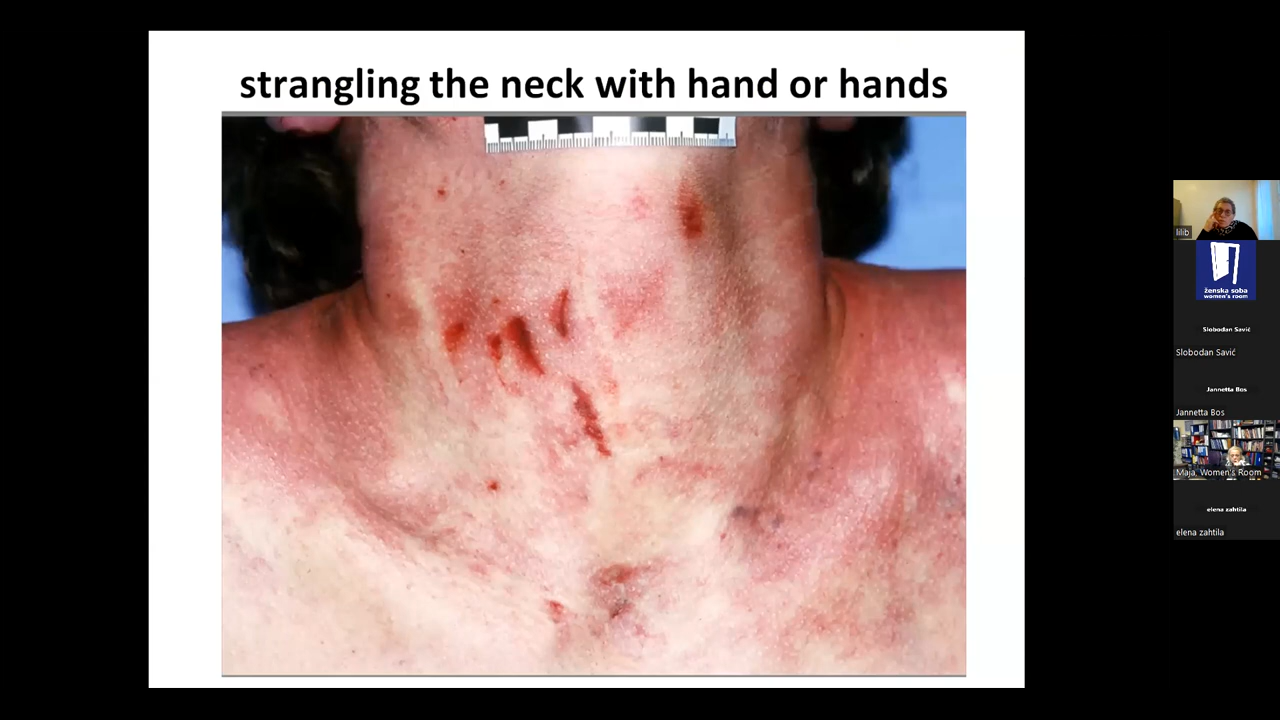 strangling the neck with hand or hands
lilib
ženska soba
women's room
Slobodan Savić
Slobodan Savić
Jannetta Bos
Jannetta Bos
Maja, Women's Room
elena zahtila
elena zahtila